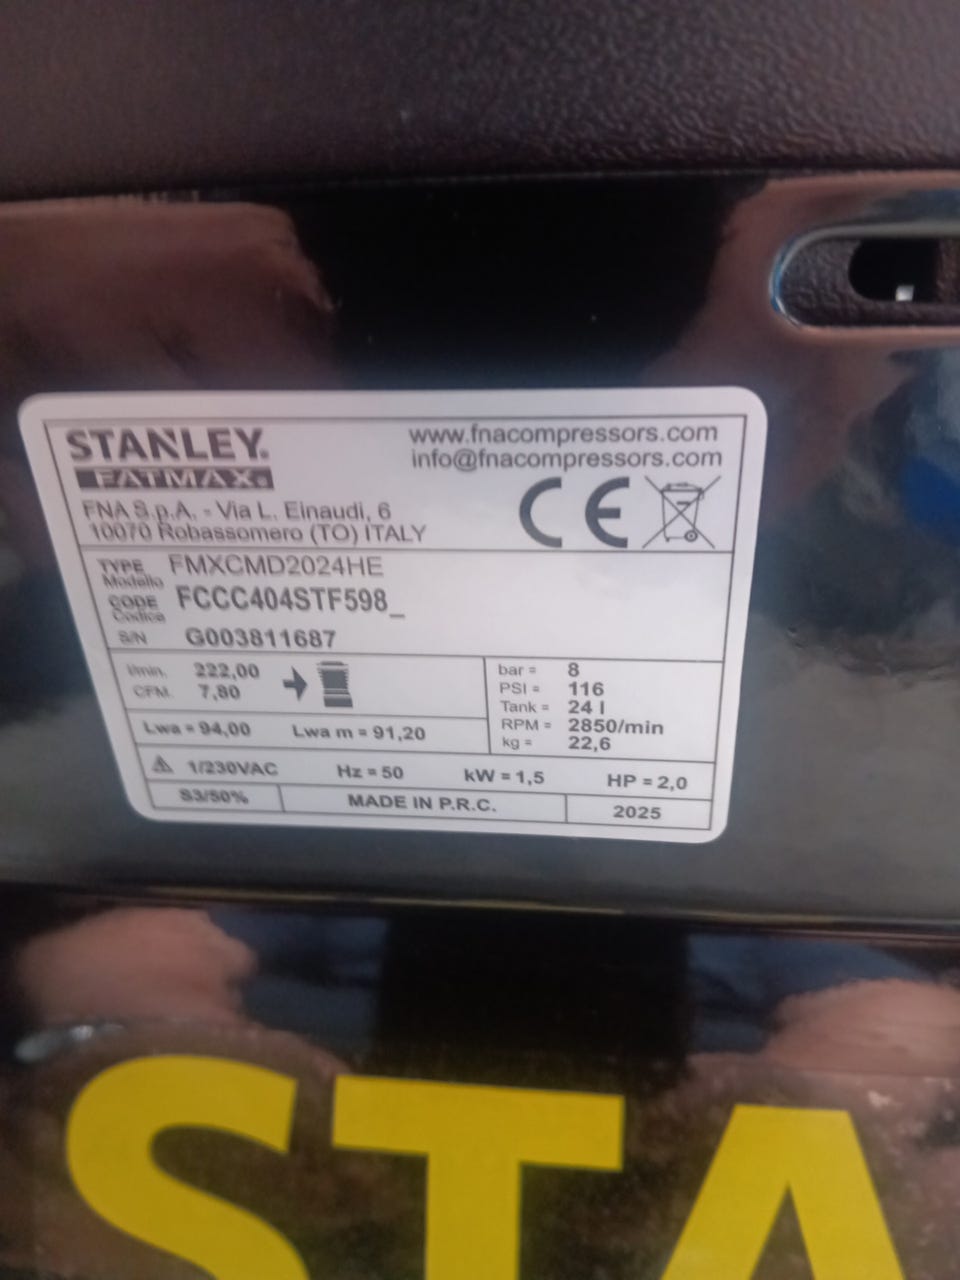 STANLEY
FATMAX
www.fnacompressors.com
info@fnacompressors.com
FNA S.p.A. - Via L. Einaudi, 6
10070 Robassomero (TO) ITALY
CE
TYPE FMXCMD2024HE
Modello
CODE FCCC404STF598_
Codice
S/N G003811687
l/min. 222,00
CFM. 7,80
bar = 8
PSI = 116
Tank = 24 l
RPM = 2850/min
kg = 22,6
Lwa = 94,00 Lwa m = 91,20
1/230VAC Hz = 50 kW = 1,5 HP = 2,0
S3/50% MADE IN P.R.C. 2025
STA